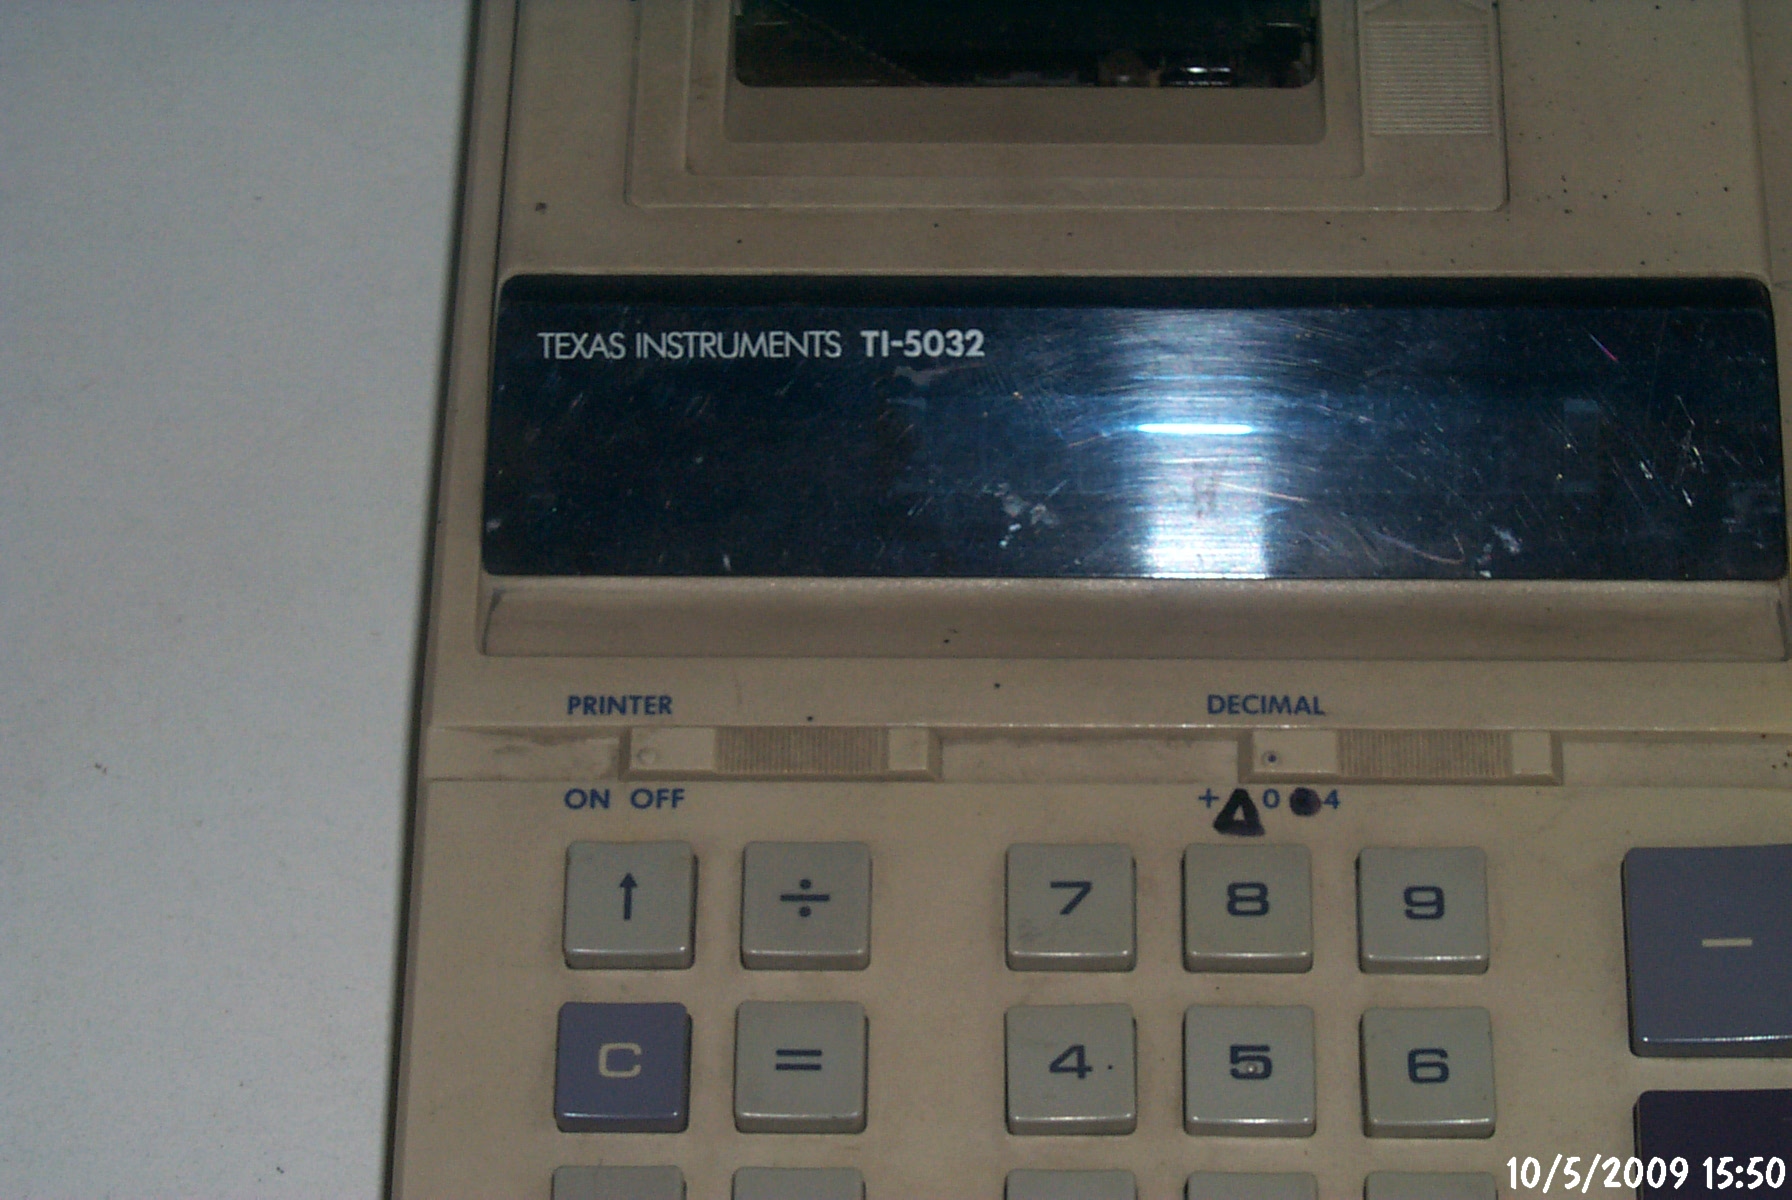 TEXAS INSTRUMENTS TI-5032
PRINTER DECIMAL
ON OFF + 0 4
↑ ÷ 7 8 9 −
C = 4 5 6
10/5/2009 15:50